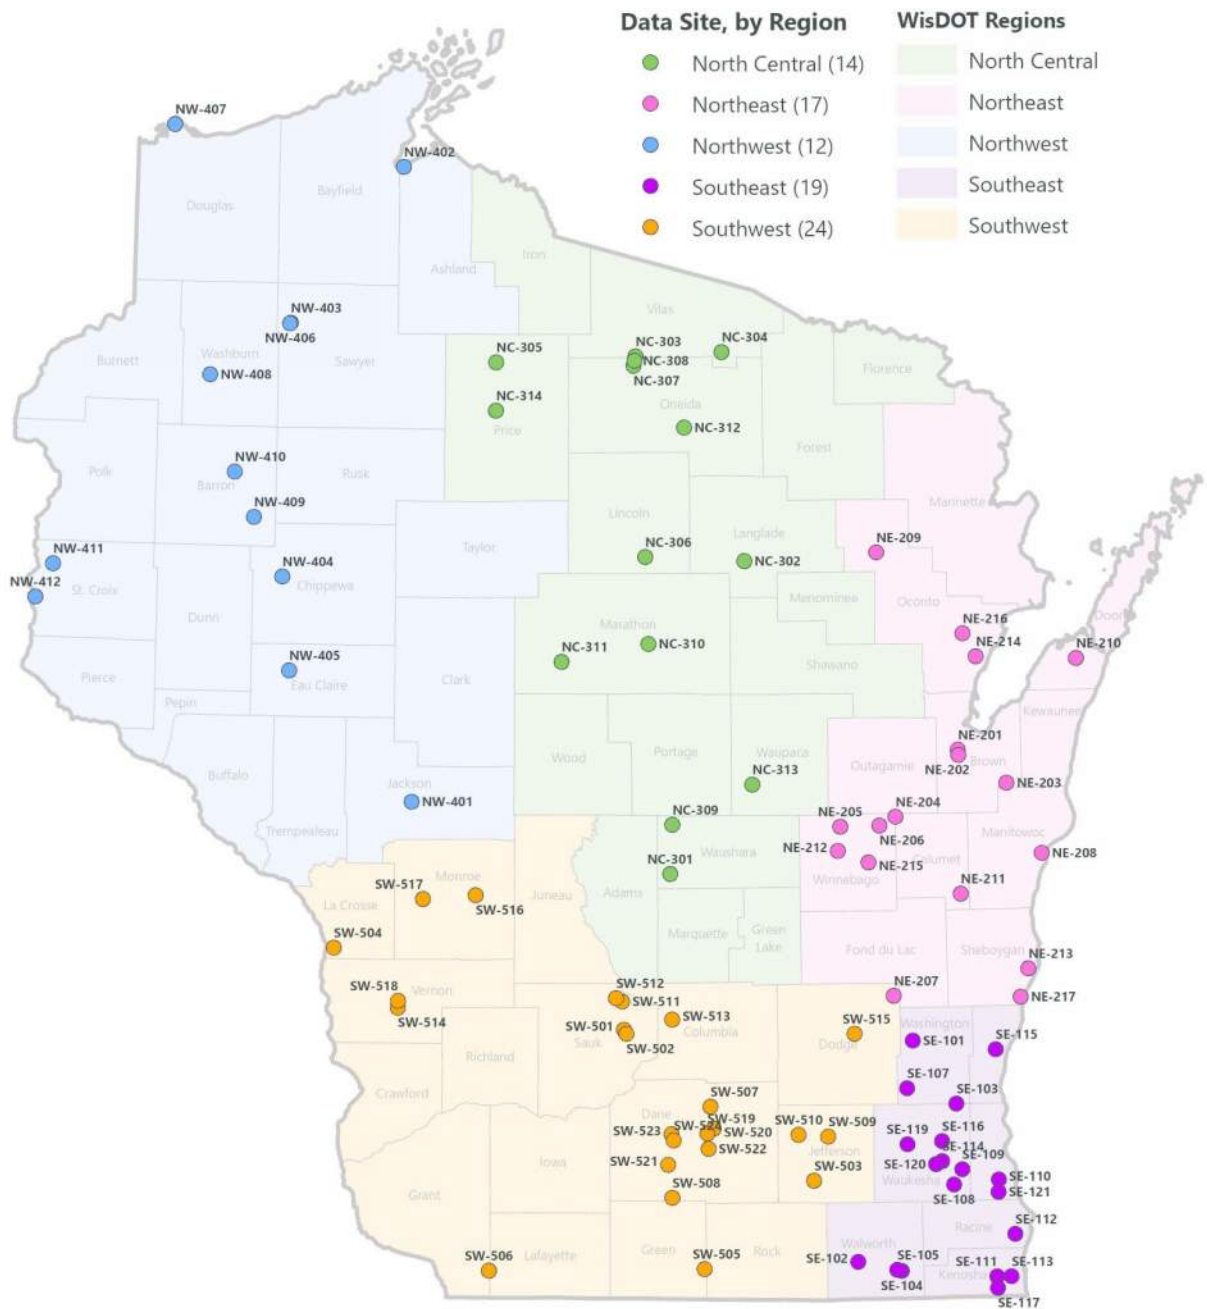 Data Site, by Region
North Central (14)
Northeast (17)
Northwest (12)
Southeast (19)
Southwest (24)
WisDOT Regions
North Central
Northeast
Northwest
Southeast
Southwest
NW-407
NW-402
Bayfield
Douglas
Iron
Ashland
Vilas
NW-403
NW-406
Washburn
Burnett
Sawyer
NW-408
NC-305
NC-303
NC-304
NC-308
NC-307
Florence
NC-314
Oneida
Price
NC-312
Forest
NW-410
Polk
Barron
Rusk
Marinette
NW-409
Lincoln
Langlade
NE-209
Taylor
NW-411
NC-306
NC-302
NW-404
NW-412
St. Croix
Chippewa
Menominee
Oconto
Dunn
Door
NE-216
Marathon
NE-214
NE-210
NC-311
NC-310
NW-405
Shawano
Pierce
Eau Claire
Clark
Pepin
Kewaunee
NE-201
Wood
Portage
Waupaca
Outagamie
Brown
NE-202
Buffalo
NC-313
NE-203
Jackson
NW-401
NC-309
NE-205
NE-204
Trempealeau
Manitowoc
NE-206
NE-212
Waushara
NE-208
NC-301
NE-215
Calumet
Monroe
Winnebago
SW-517
Adams
Juneau
NE-211
La Crosse
SW-516
SW-504
Marquette
Green
Lake
Fond du Lac
Sheboygan
NE-213
SW-518
Vernon
SW-512
NE-207
SW-511
NE-217
SW-514
SW-513
SW-515
Washington
SW-501
Columbia
SE-115
Sauk
SW-502
Dodge
SE-101
Richland
SE-107
Crawford
SW-507
SE-103
Dane
SW-519
SW-523
SW-524
SW-520
SW-510
SW-509
SE-119
SE-116
SE-114
SW-522
Jefferson
SE-109
Iowa
SW-521
SE-120
SW-503
Waukesha
SE-110
SW-508
SE-108
SE-121
Grant
SE-112
Racine
Walworth
SW-506
Lafayette
Green
SW-505
Rock
SE-102
SE-105
SE-111
SE-113
Kenosha
SE-104
SE-117